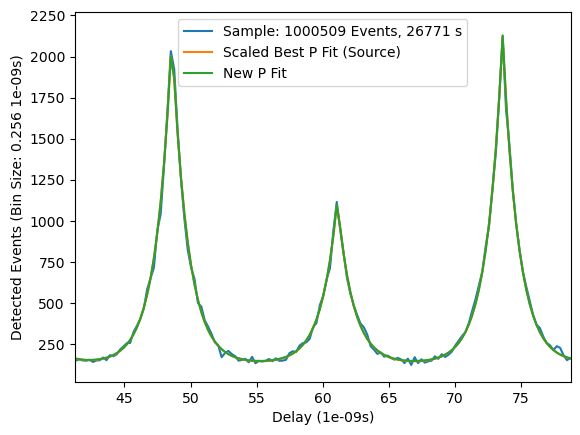 Sample: 1000509 Events, 26771 s
Scaled Best P Fit (Source)
New P Fit
Detected Events (Bin Size: 0.256 1e-09s)
2250
2000
1750
1500
1250
1000
750
500
250
45 50 55 60 65 70 75
Delay (1e-09s)